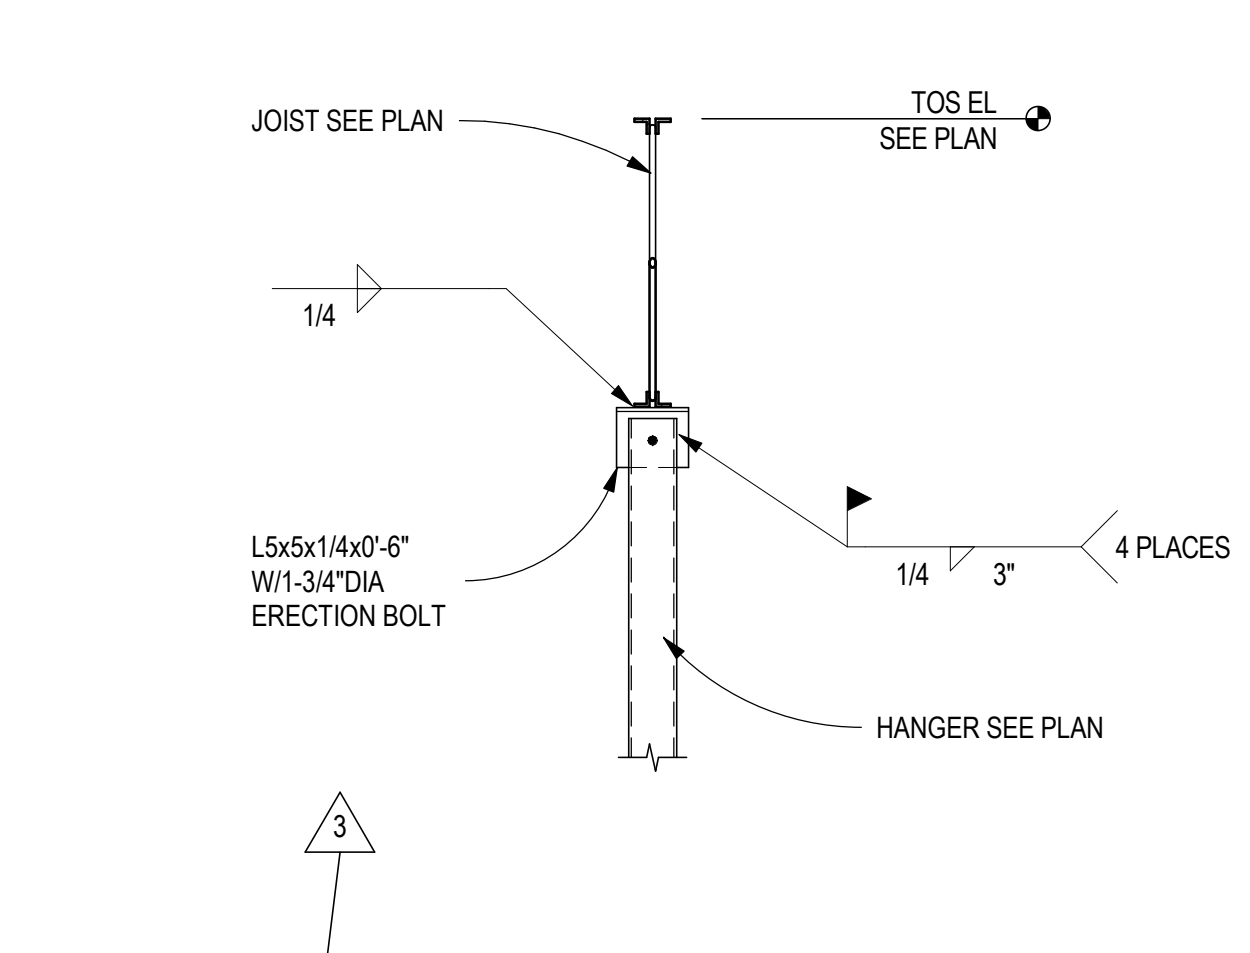 JOIST SEE PLAN
TOS EL
SEE PLAN
1/4
L5x5x1/4x0'-6"
W/1-3/4"DIA
ERECTION BOLT
1/4
3"
4 PLACES
HANGER SEE PLAN
3